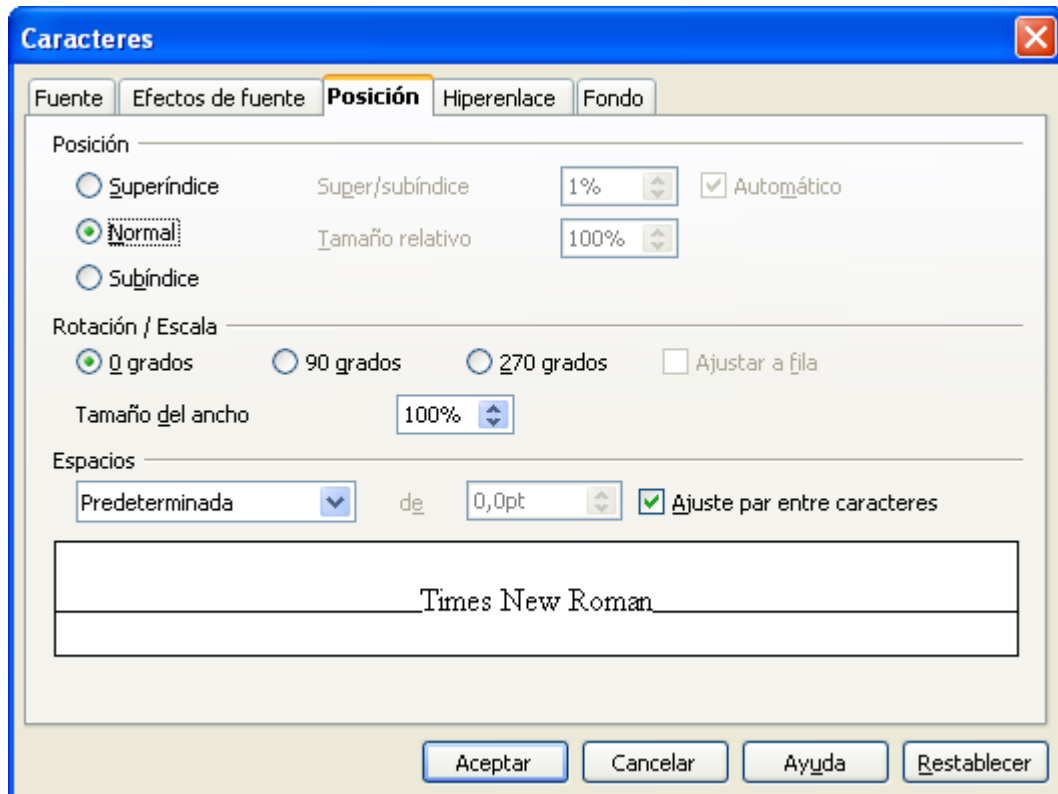 Caracteres
Fuente Efectos de fuente Posición Hiperenlace Fondo
Posición
Superíndice Super/subíndice 1% Automático
Normal Tamaño relativo 100%
Subíndice
Rotación / Escala
0 grados 90 grados 270 grados Ajustar a fila
Tamaño del ancho 100%
Espacios
Predeterminada de 0,0pt Ajuste par entre caracteres
Times New Roman
Aceptar Cancelar Ayuda Restablecer